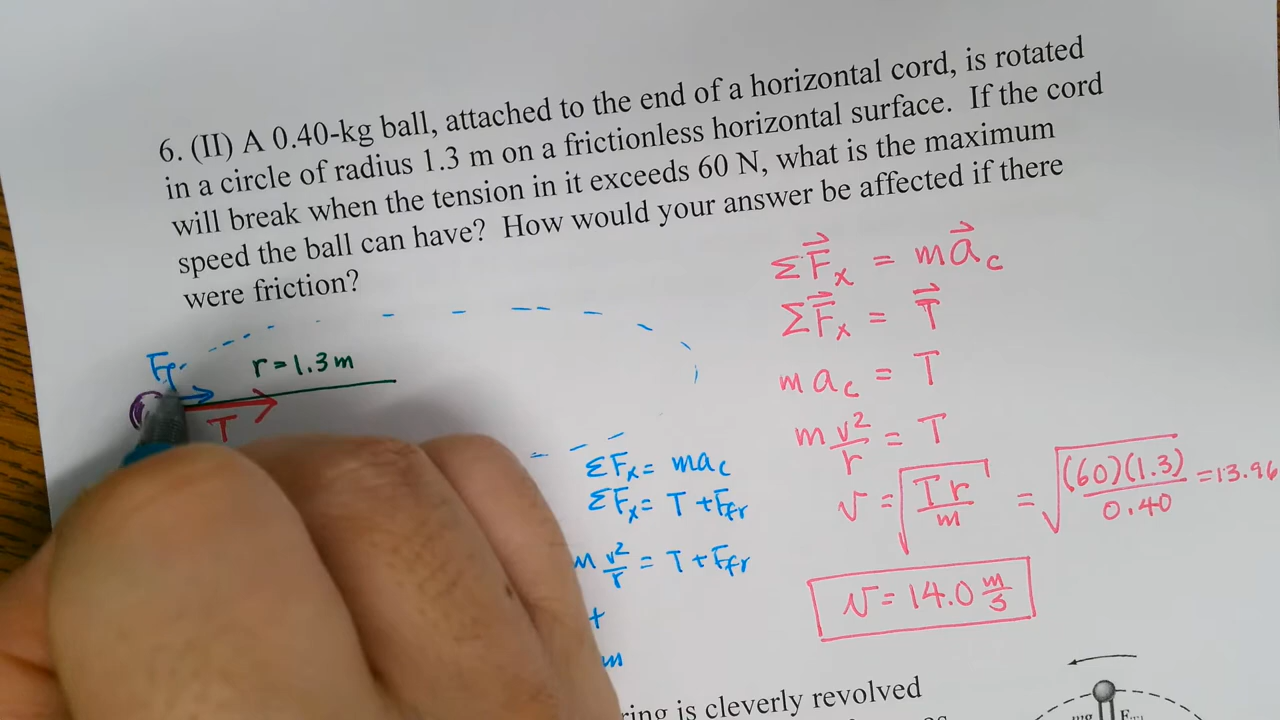 6. (II) A 0.40-kg ball, attached to the end of a horizontal cord, is rotated
in a circle of radius 1.3 m on a frictionless horizontal surface. If the cord
will break when the tension in it exceeds 60 N, what is the maximum
speed the ball can have? How would your answer be affected if there
were friction?
Ffr
r = 1.3 m
T
ΣF⃗x = ma⃗c
ΣF⃗x = T⃗
mac = T
m v²/r = T
v = √(Tr/m) = √((60)(1.3)/0.40) = 13.96
v = 14.0 m/s
ΣFx = mac
ΣFx = T + Ffr
m v²/r = T + Ffr
+
m
ring is cleverly revolved
mg